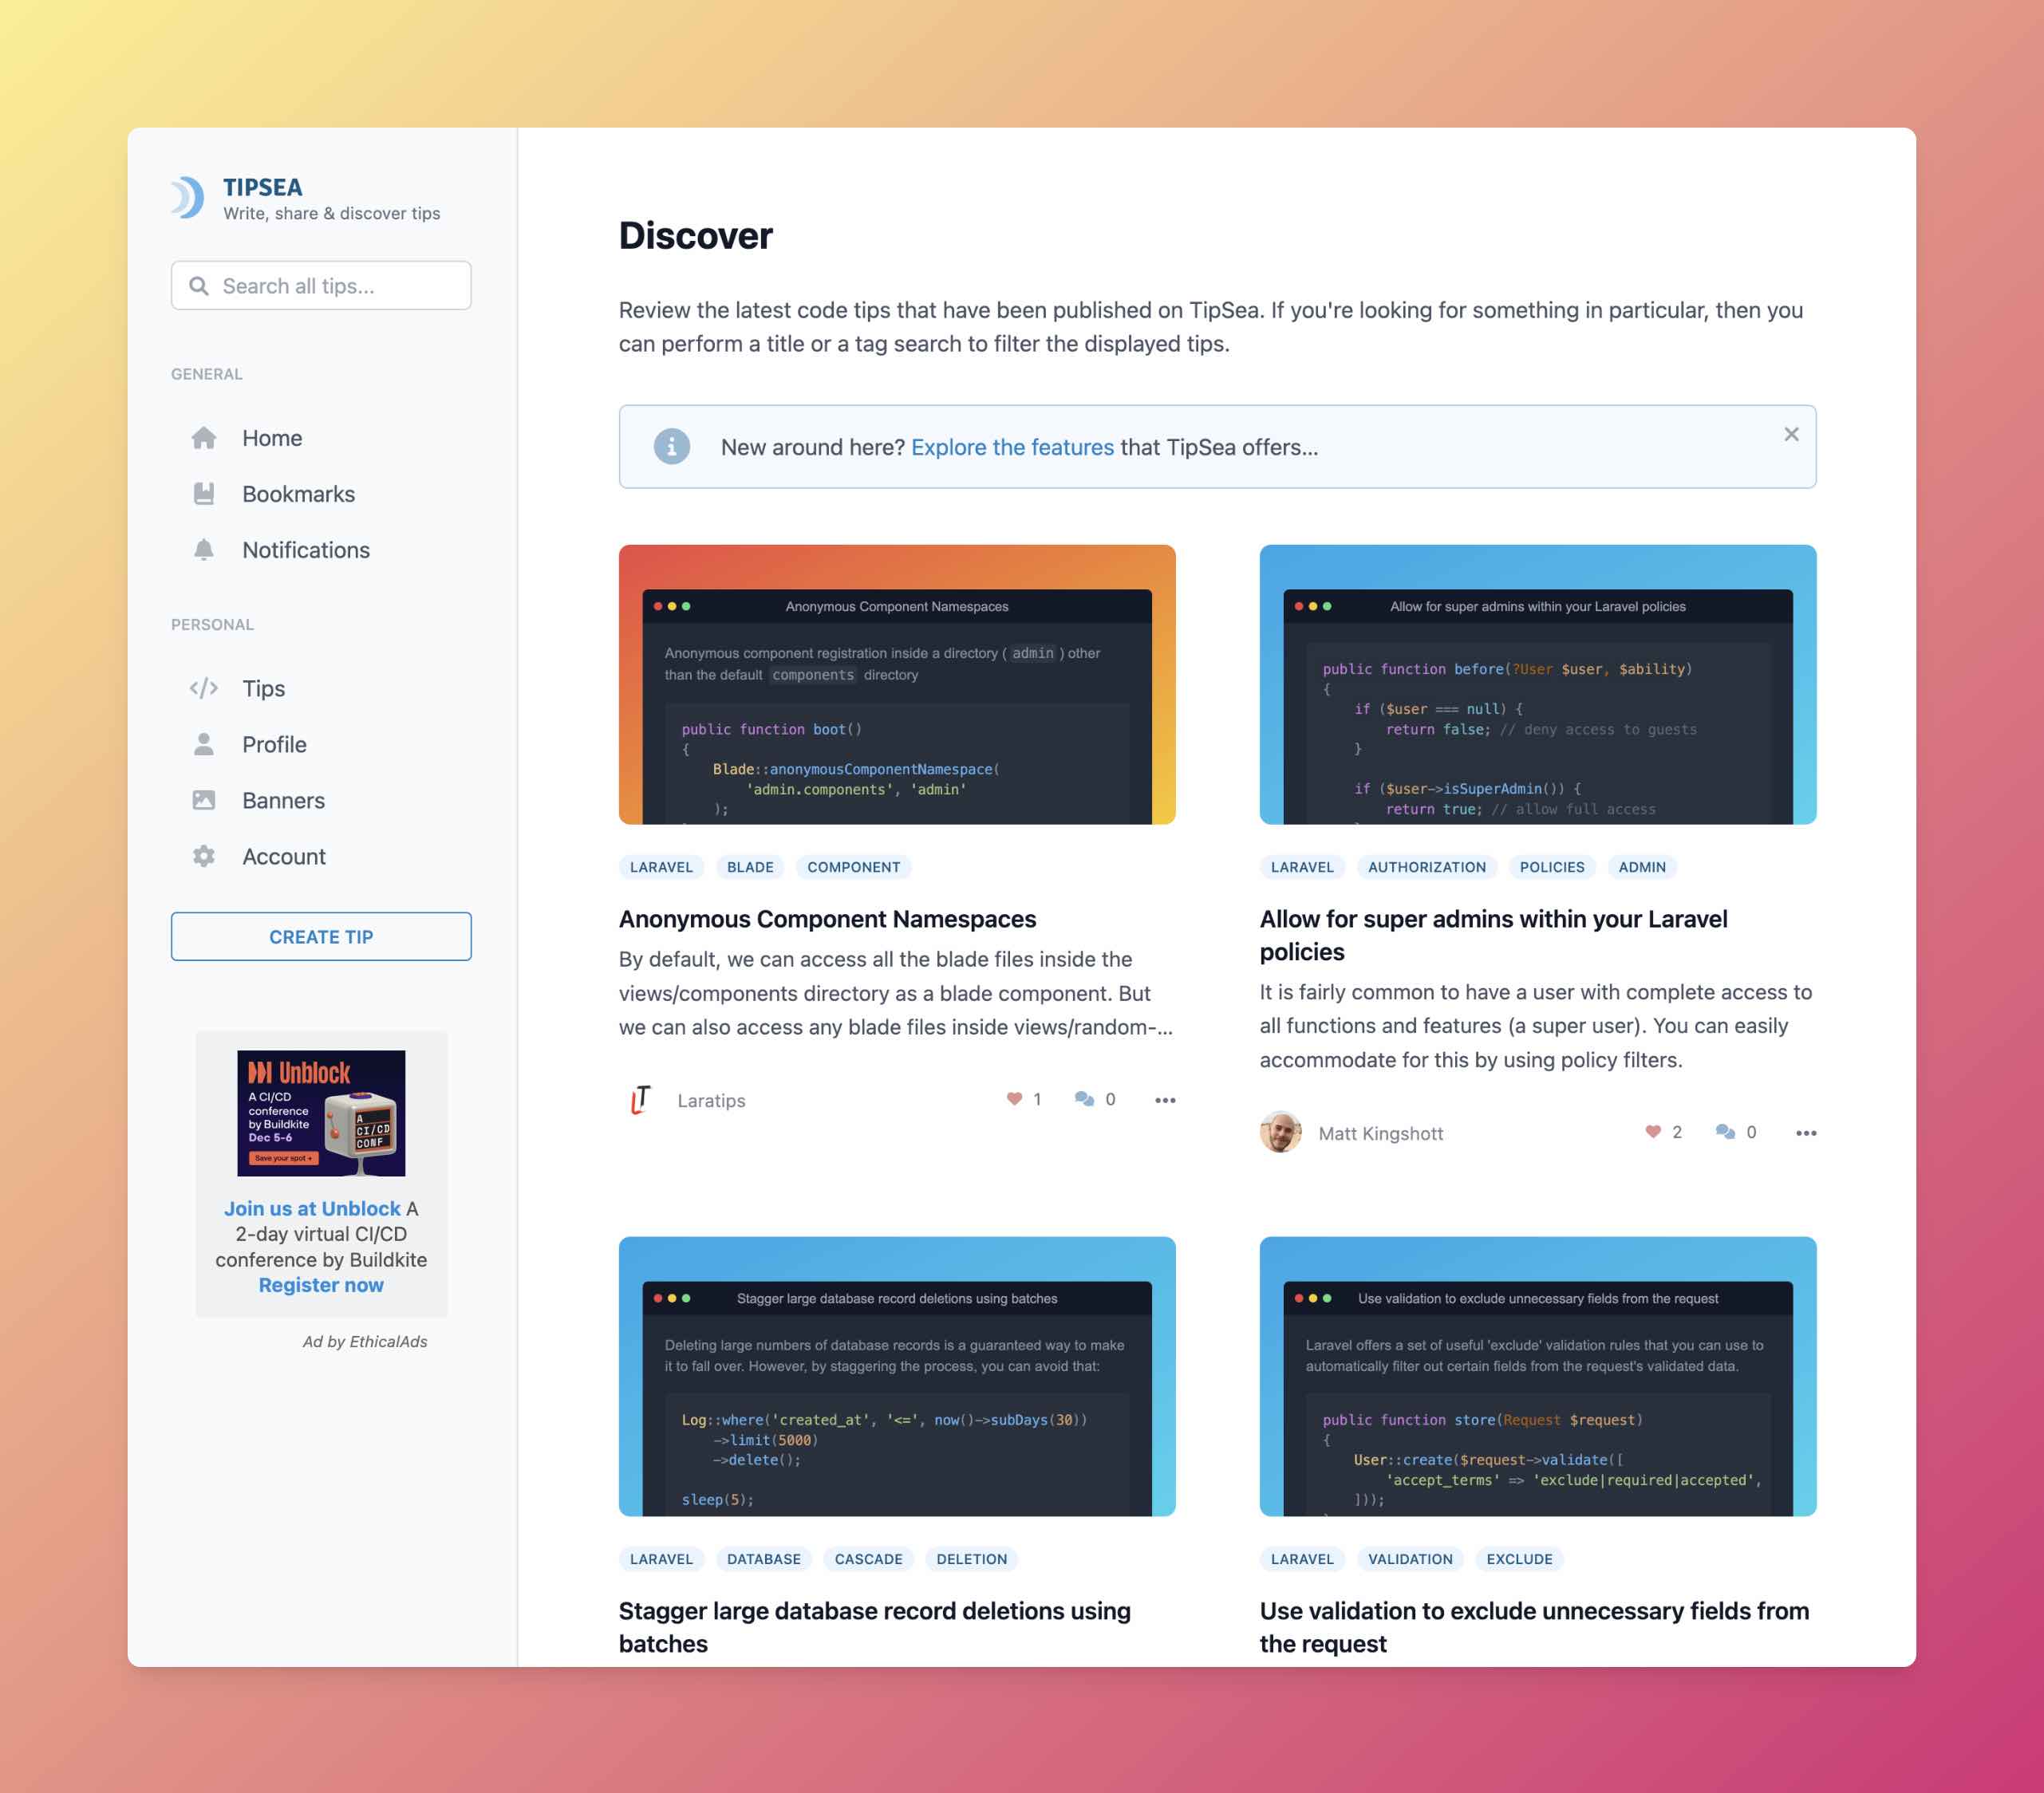 TIPSEA
Write, share & discover tips
Search all tips...
GENERAL
Home
Bookmarks
Notifications
PERSONAL
Tips
Profile
Banners
Account
CREATE TIP
Unblock
A CI/CD
conference
by Buildkite
Dec 5-6
Save your spot →
A
CI/CD
CONF
Join us at Unblock A
2-day virtual CI/CD
conference by Buildkite
Register now
Ad by EthicalAds
Discover
Review the latest code tips that have been published on TipSea. If you're looking for something in particular, then you
can perform a title or a tag search to filter the displayed tips.
New around here? Explore the features that TipSea offers...
Anonymous Component Namespaces
Anonymous component registration inside a directory ( admin ) other
than the default components directory
public function boot()
{
Blade::anonymousComponentNamespace(
'admin.components', 'admin'
);
LARAVEL BLADE COMPONENT
Anonymous Component Namespaces
By default, we can access all the blade files inside the
views/components directory as a blade component. But
we can also access any blade files inside views/random-...
LT Laratips 1 0 •••
Allow for super admins within your Laravel policies
public function before(?User $user, $ability)
{
if ($user === null) {
return false; // deny access to guests
}
if ($user->isSuperAdmin()) {
return true; // allow full access
LARAVEL AUTHORIZATION POLICIES ADMIN
Allow for super admins within your Laravel
policies
It is fairly common to have a user with complete access to
all functions and features (a super user). You can easily
accommodate for this by using policy filters.
Matt Kingshott 2 0 •••
Stagger large database record deletions using batches
Deleting large numbers of database records is a guaranteed way to make
it to fall over. However, by staggering the process, you can avoid that:
Log::where('created_at', '<=', now()->subDays(30))
->limit(5000)
->delete();
sleep(5);
LARAVEL DATABASE CASCADE DELETION
Stagger large database record deletions using
batches
Use validation to exclude unnecessary fields from the request
Laravel offers a set of useful 'exclude' validation rules that you can use to
automatically filter out certain fields from the request's validated data.
public function store(Request $request)
{
User::create($request->validate([
'accept_terms' => 'exclude|required|accepted',
]));
LARAVEL VALIDATION EXCLUDE
Use validation to exclude unnecessary fields from
the request